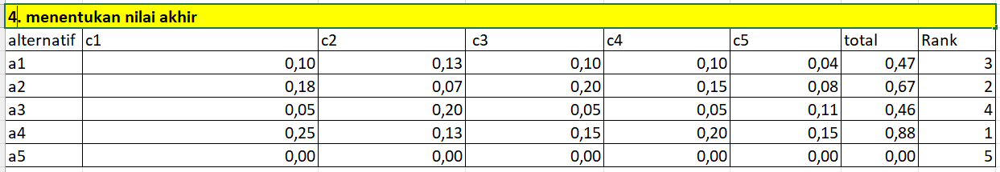 4. menentukan nilai akhir
alternatif c1 c2 c3 c4 c5 total Rank
a1 0,10 0,13 0,10 0,10 0,04 0,47 3
a2 0,18 0,07 0,20 0,15 0,08 0,67 2
a3 0,05 0,20 0,05 0,05 0,11 0,46 4
a4 0,25 0,13 0,15 0,20 0,15 0,88 1
a5 0,00 0,00 0,00 0,00 0,00 0,00 5